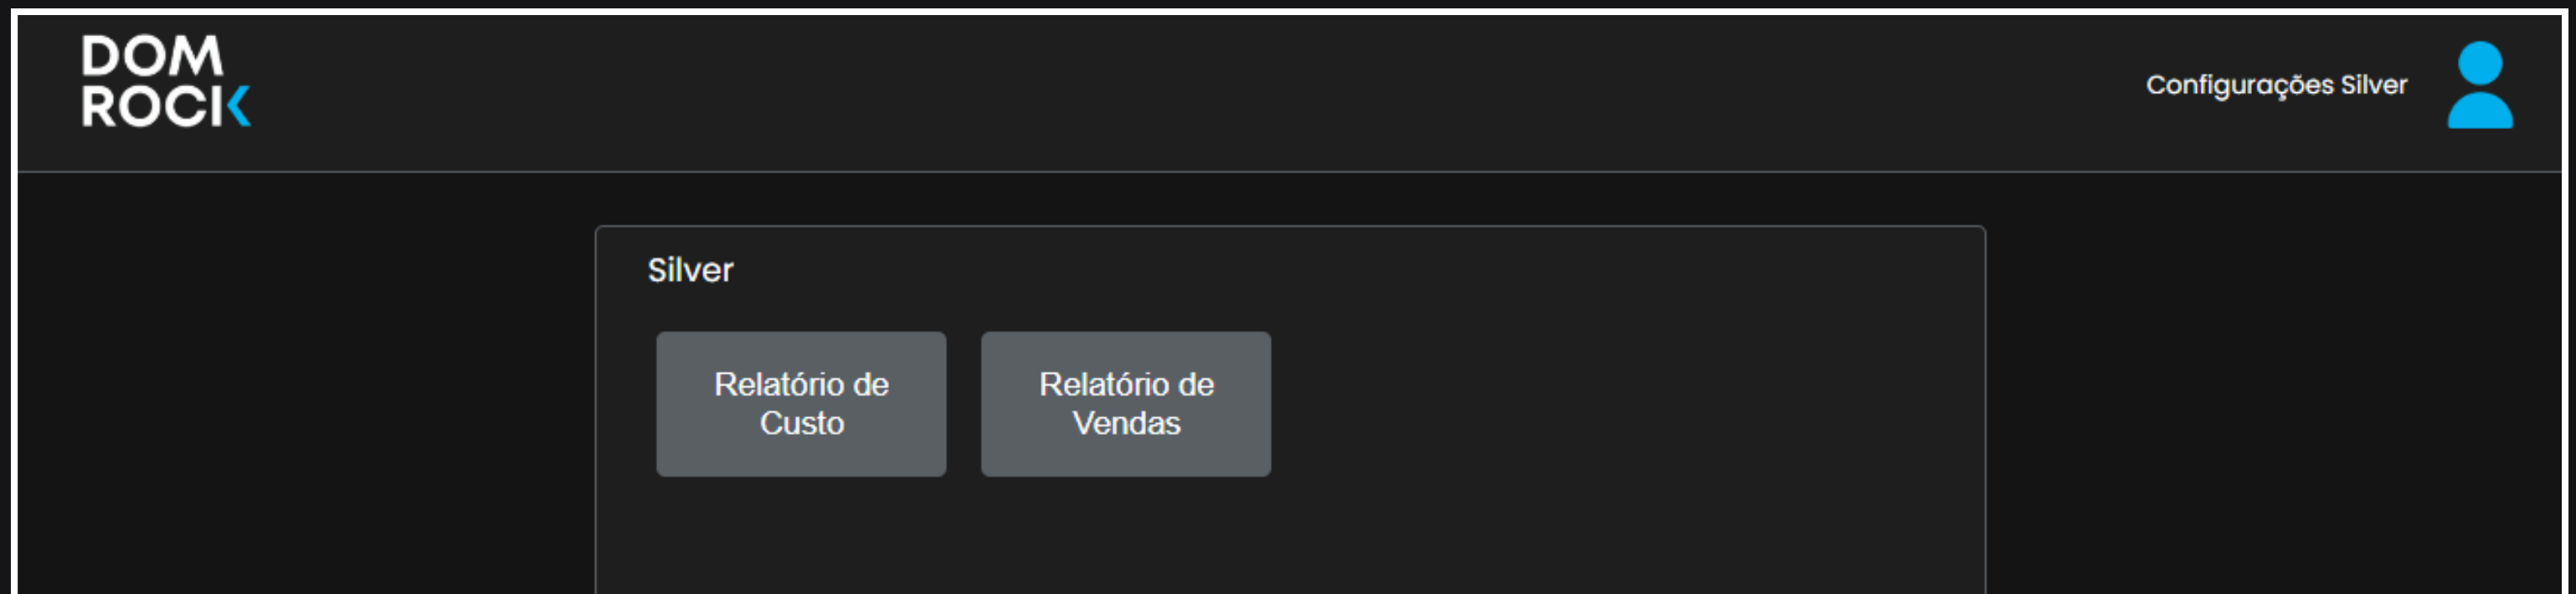 DOM
ROCK
Configurações Silver
Silver
Relatório de
Custo
Relatório de
Vendas